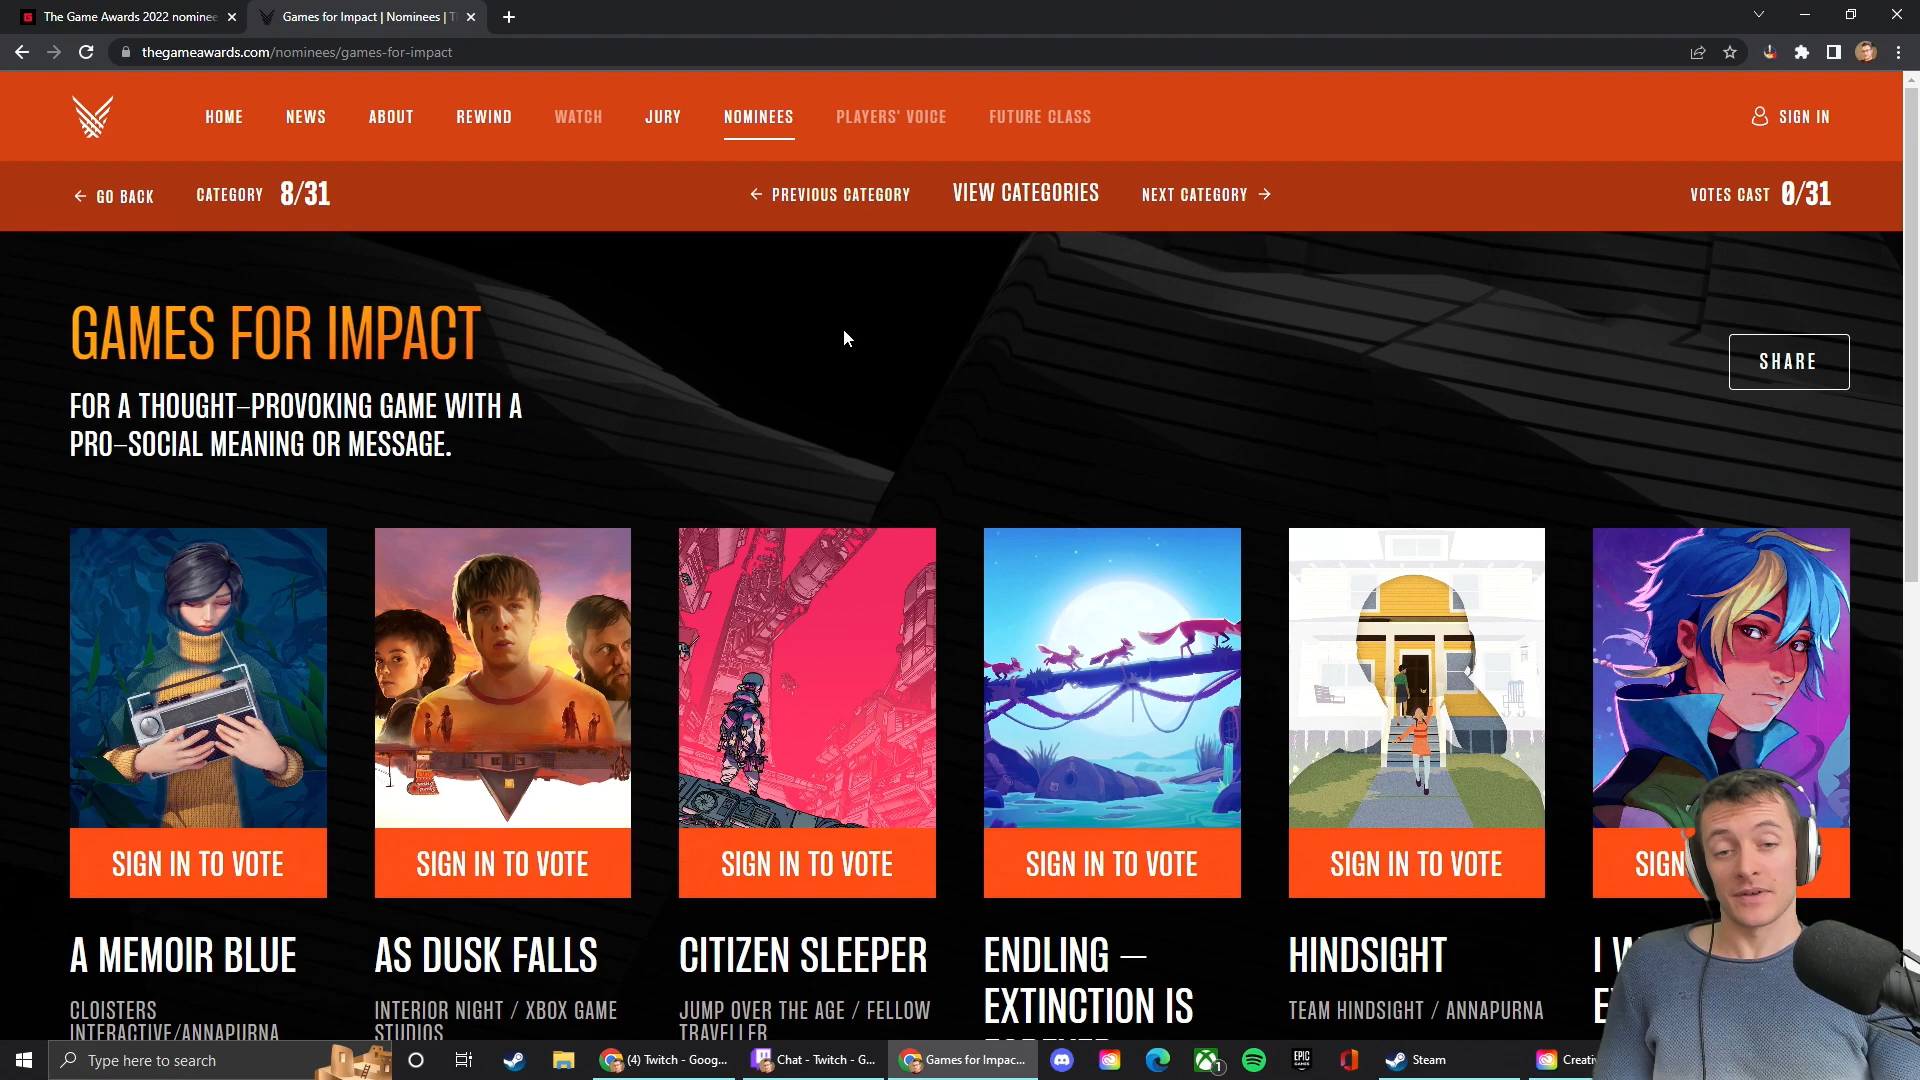 The Game Awards 2022 nominee
Games for Impact | Nominees | T
thegameawards.com/nominees/games-for-impact
HOME NEWS ABOUT REWIND WATCH JURY NOMINEES PLAYERS' VOICE FUTURE CLASS SIGN IN
← GO BACK CATEGORY 8/31 ← PREVIOUS CATEGORY VIEW CATEGORIES NEXT CATEGORY → VOTES CAST 0/31
GAMES FOR IMPACT
FOR A THOUGHT–PROVOKING GAME WITH A
PRO–SOCIAL MEANING OR MESSAGE.
SHARE
SIGN IN TO VOTE SIGN IN TO VOTE SIGN IN TO VOTE SIGN IN TO VOTE SIGN IN TO VOTE SIGN
A MEMOIR BLUE
CLOISTERS
INTERACTIVE/ANNAPURNA
AS DUSK FALLS
INTERIOR NIGHT / XBOX GAME
STUDIOS
CITIZEN SLEEPER
JUMP OVER THE AGE / FELLOW
TRAVELLER
ENDLING –
EXTINCTION IS
FOREVER
HINDSIGHT
TEAM HINDSIGHT / ANNAPURNA
I W
E
Type here to search
(4) Twitch - Goog...
Chat - Twitch - G...
Games for Impac...
1
EPIC
GAMES
Steam
Creati